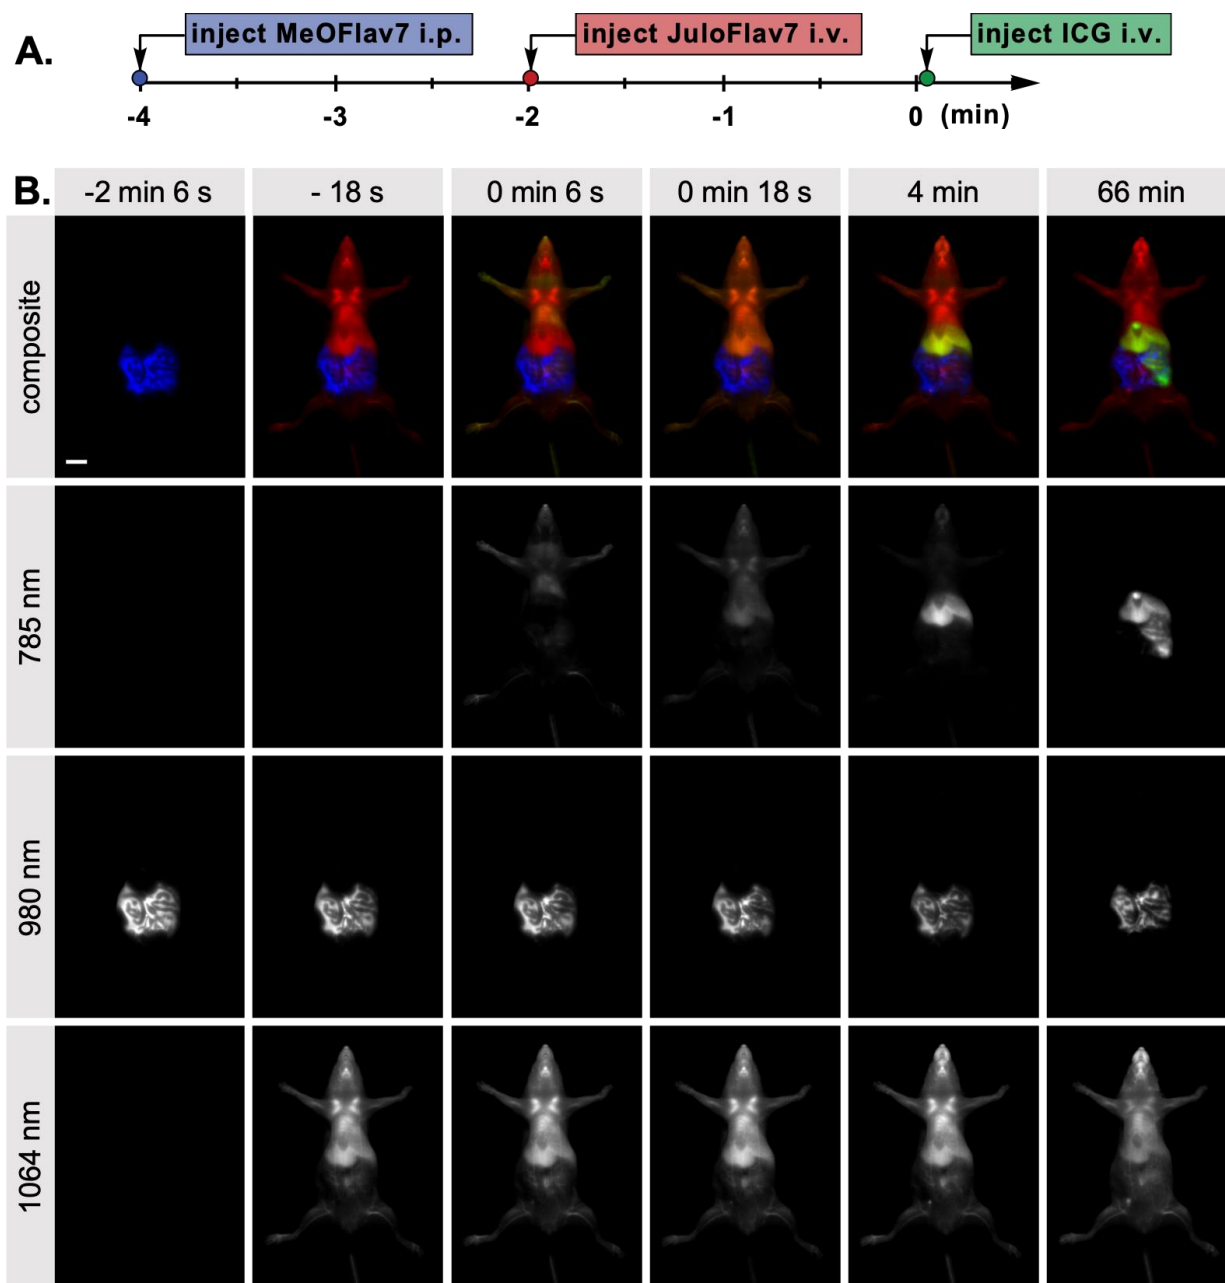 A.
inject MeOFlav7 i.p.
inject JuloFlav7 i.v.
inject ICG i.v.
-4 -3 -2 -1 0 (min)
B.
-2 min 6 s
- 18 s
0 min 6 s
0 min 18 s
4 min
66 min
composite
785 nm
980 nm
1064 nm